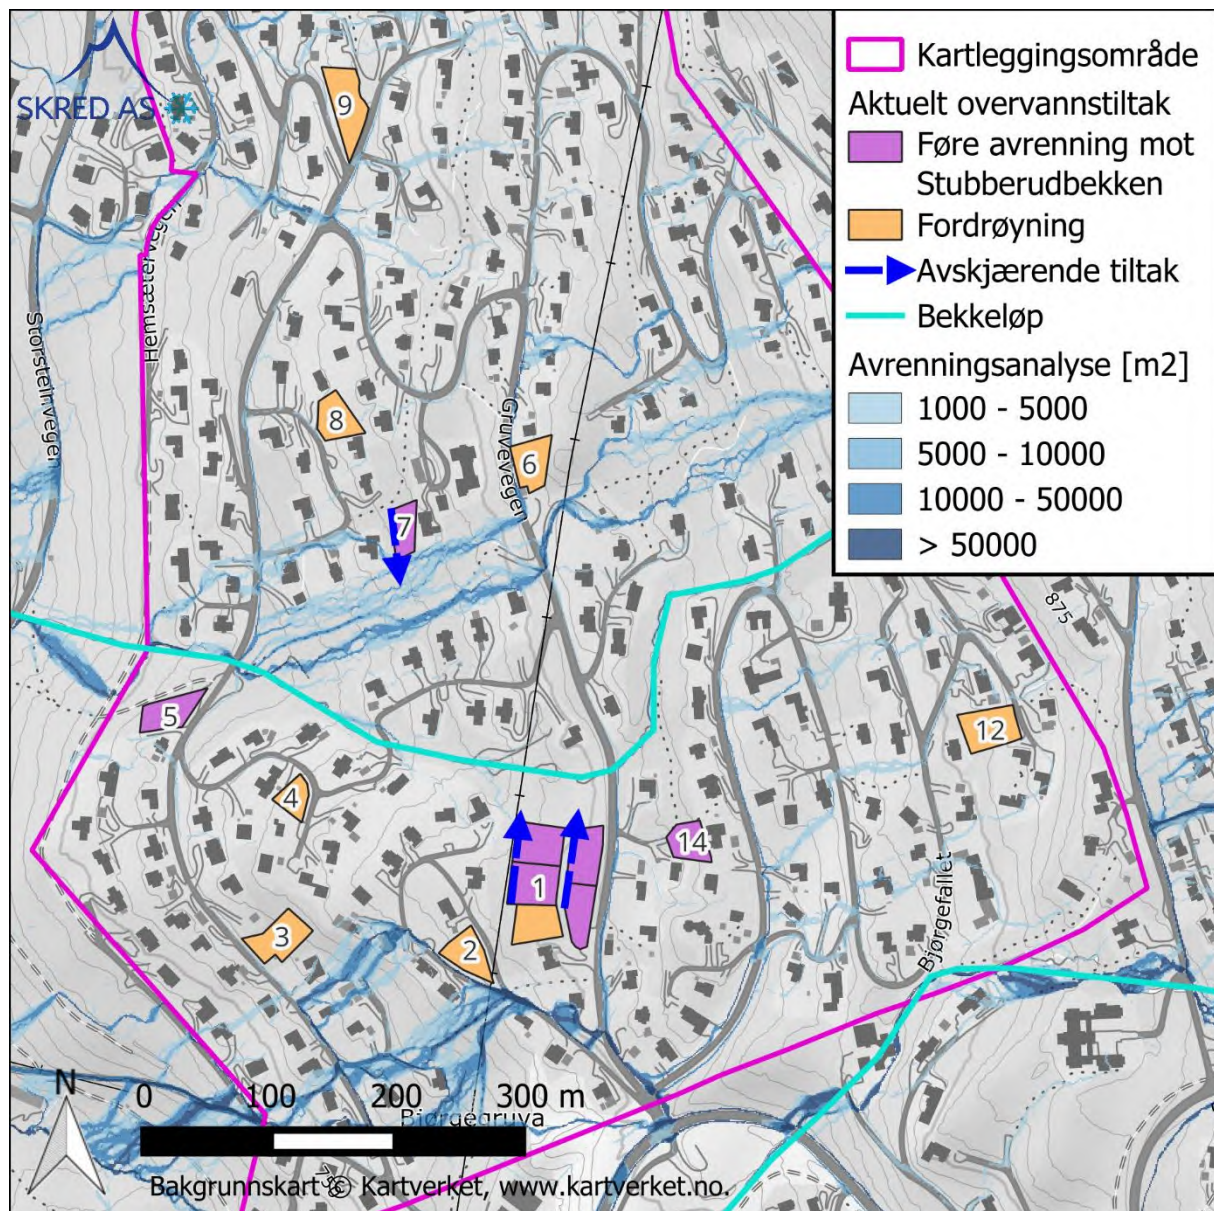 SKRED AS
Kartleggingsområde
Aktuelt overvannstiltak
Føre avrenning mot
Stubberudbekken
Fordrøyning
Avskjærende tiltak
Bekkeløp
Avrenningsanalyse [m2]
1000 - 5000
5000 - 10000
10000 - 50000
> 50000
9
Hemsætervegen
Storsteinvegen
8
Gruvevegen
6
7
875
5
12
4
14
1
Bjørgefallet
3
2
N
0 100 200 300 m
Bjørgegruva
750
Bakgrunnskart © Kartverket, www.kartverket.no.